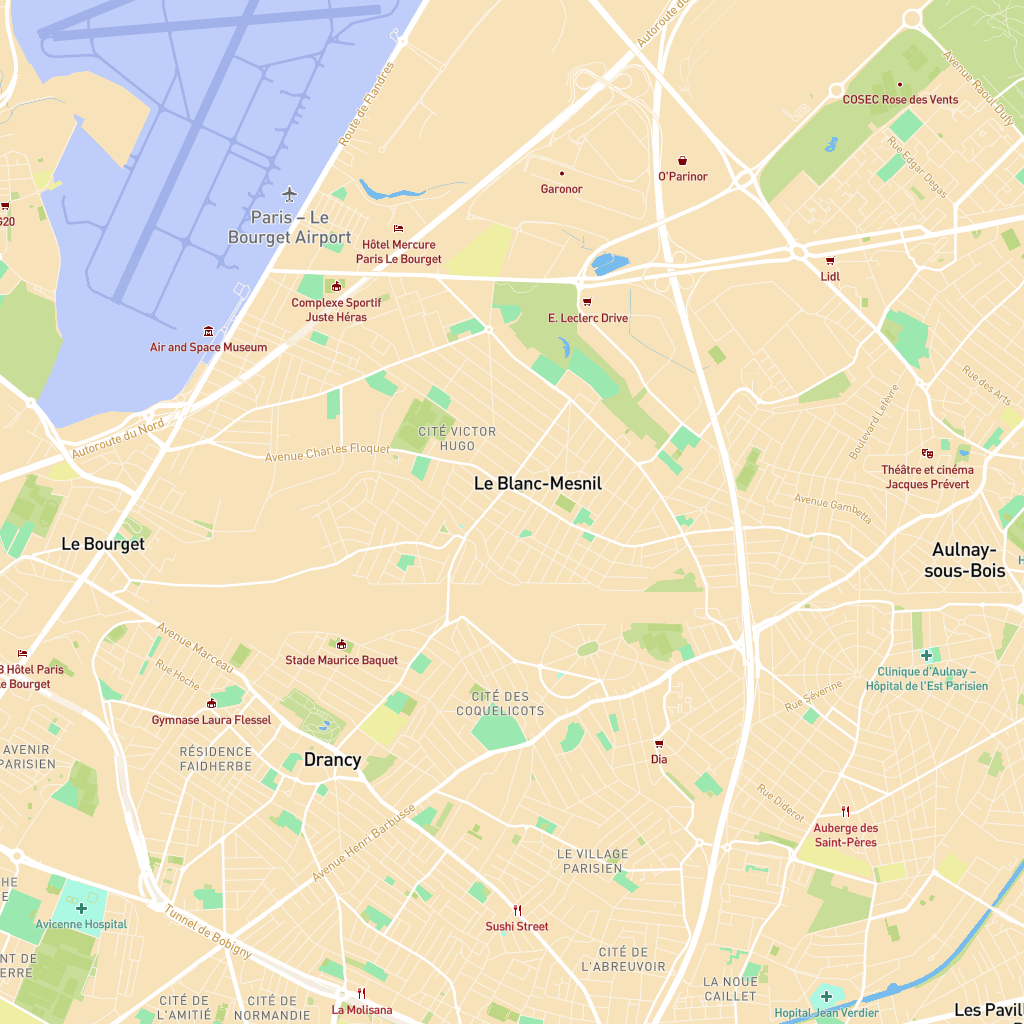 Autoroute du
Route de Flandres
Avenue Raoul Dufy
COSEC Rose des Vents
Rue Edgar Degas
Garonor
O'Parinor
G20
Paris – Le
Bourget Airport
Hôtel Mercure
Paris Le Bourget
Lidl
Complexe Sportif
Juste Héras
E. Leclerc Drive
Air and Space Museum
Rue des Arts
Boulevard Lefèvre
Autoroute du Nord
Avenue Charles Floquet
CITÉ VICTOR
HUGO
Théâtre et cinéma
Jacques Prévert
Le Blanc-Mesnil
Avenue Gambetta
Le Bourget
Aulnay-
sous-Bois
H
Avenue Marceau
B&B Hôtel Paris
Le Bourget
Rue Hoche
Stade Maurice Baquet
Clinique d'Aulnay –
Hôpital de l'Est Parisien
Rue Séverine
Gymnase Laura Flessel
CITÉ DES
COQUELICOTS
AVENIR
PARISIEN
RÉSIDENCE
FAIDHERBE
Drancy
Dia
Rue Diderot
Avenue Henri Barbusse
Auberge des
Saint-Pères
LE VILLAGE
PARISIEN
Avicenne Hospital
Tunnel de Bobigny
Sushi Street
CITÉ DE
L'ABREUVOIR
LA NOUE
CAILLET
CITÉ DE
L'AMITIÉ
CITÉ DE
NORMANDIE
La Molisana
Hopital Jean Verdier
Les Pavil